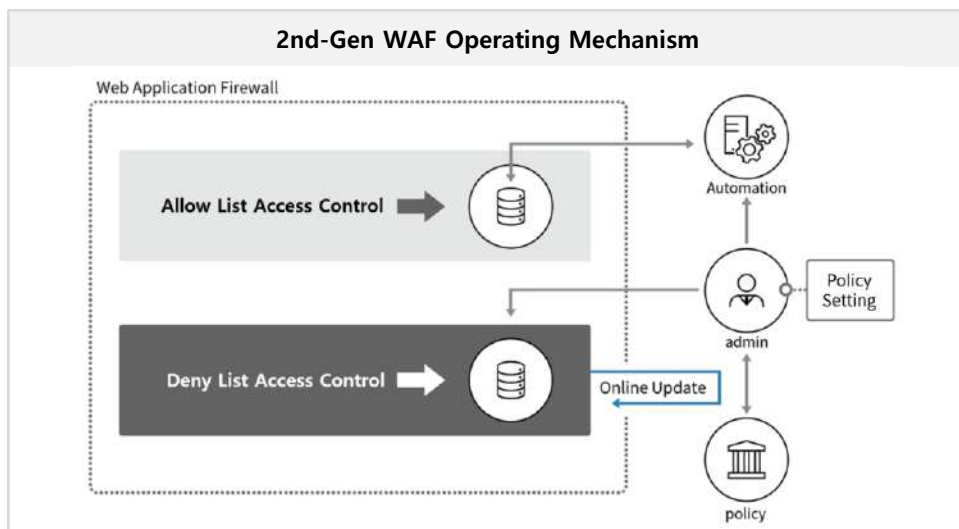 2nd-Gen WAF Operating Mechanism
Web Application Firewall
Allow List Access Control
Automation
Policy
Setting
admin
Deny List Access Control
Online Update
policy